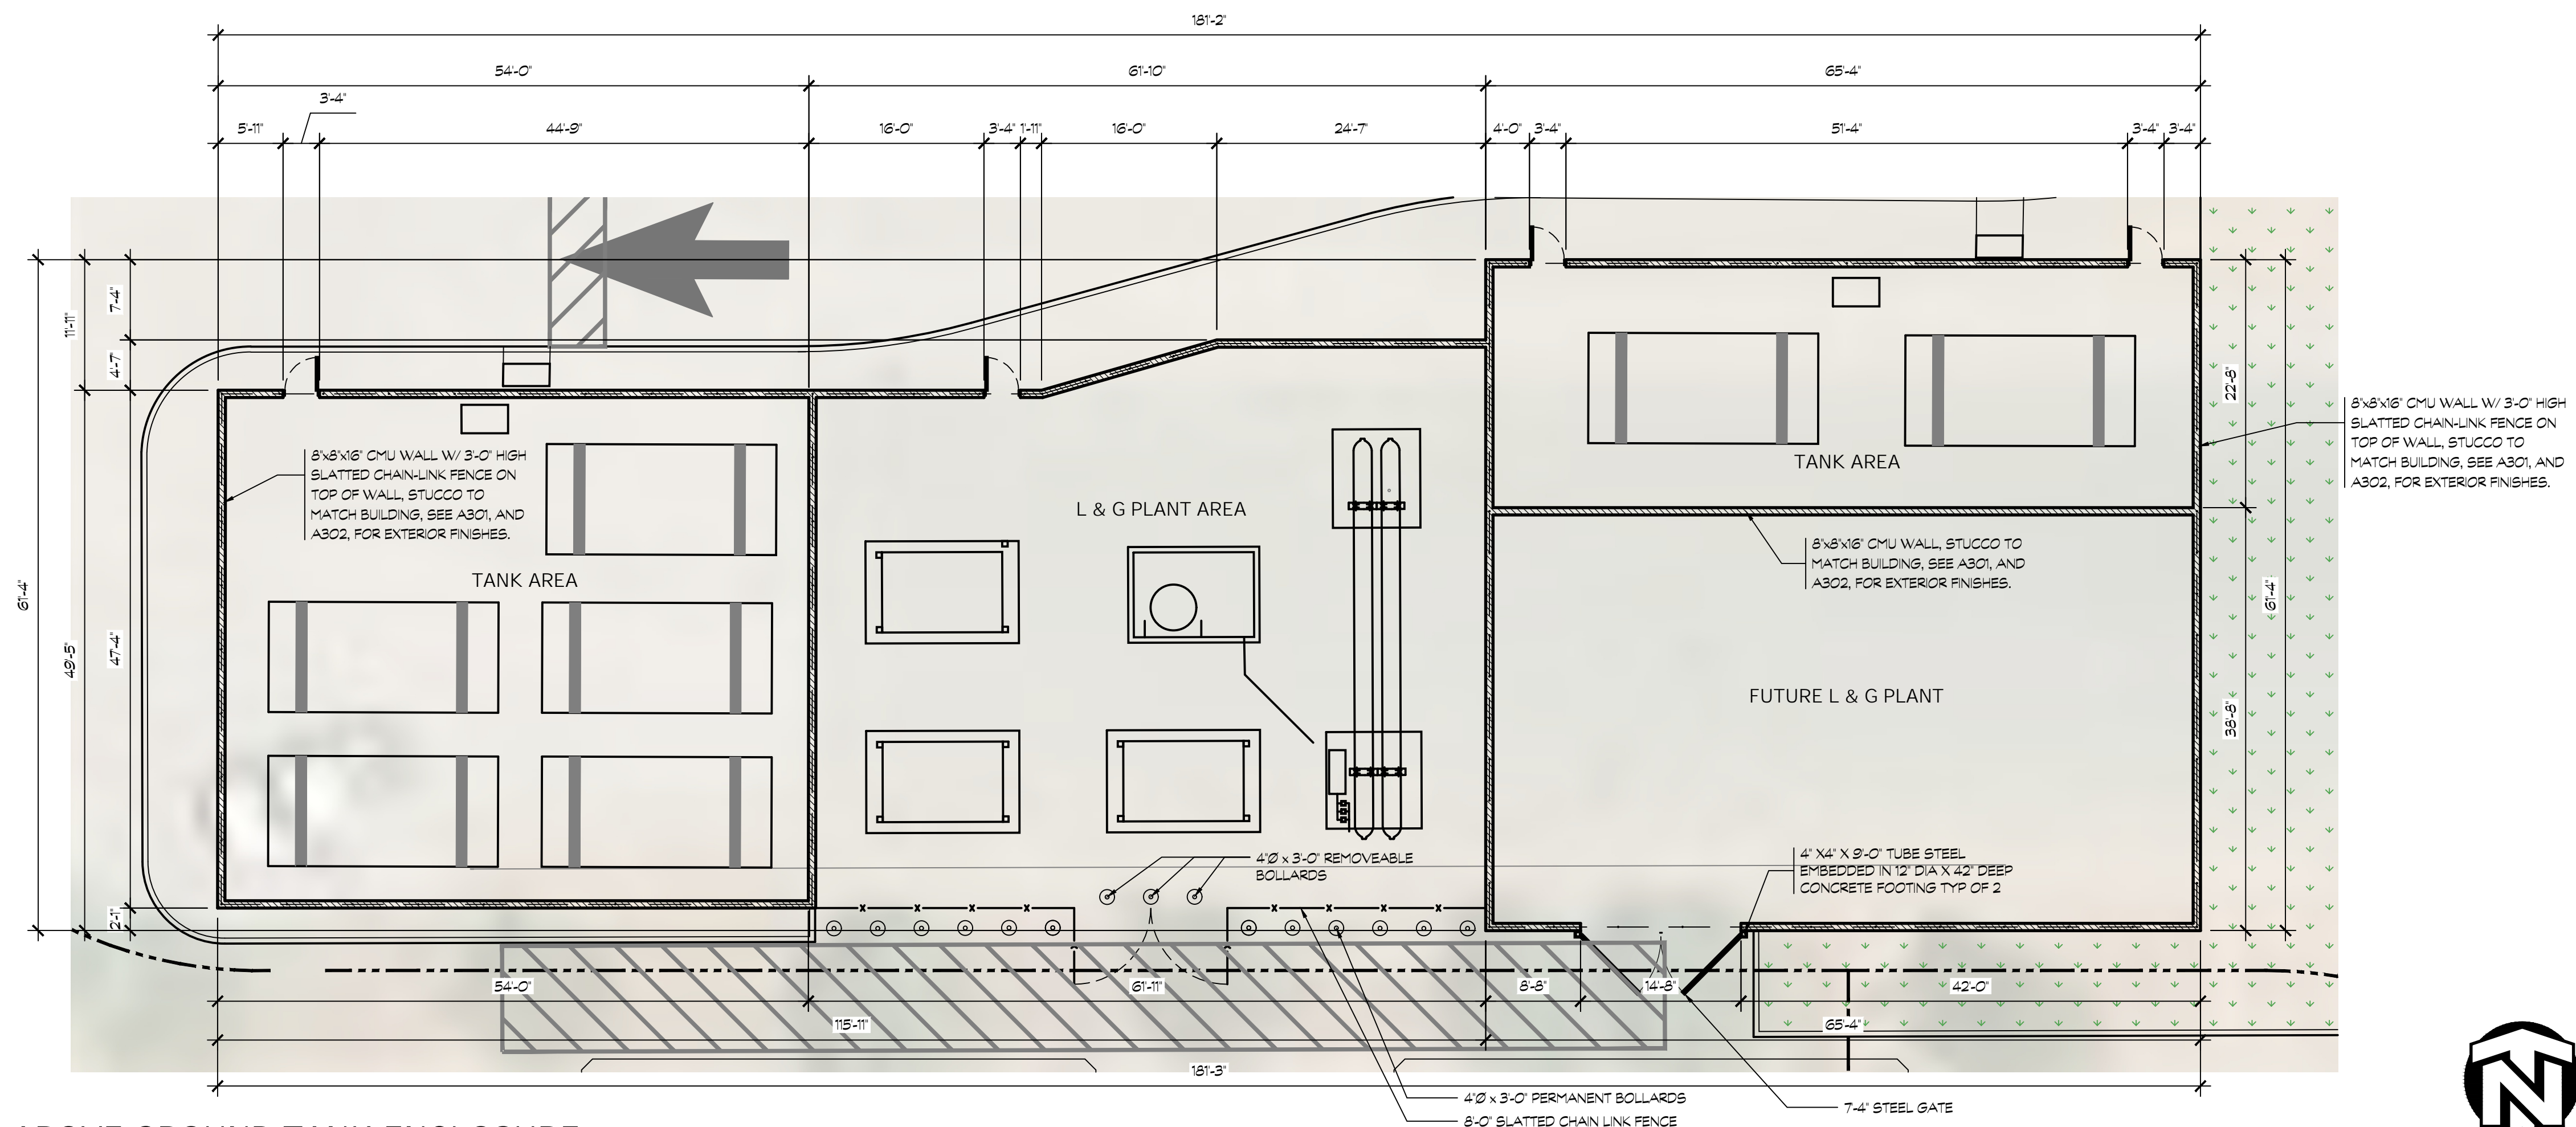 181'-2"
54'-0"
61'-10"
65'-4"
3'-4"
5'-11"
44'-9"
16'-0"
3'-4"
1'-11"
16'-0"
24'-7"
4'-0"
3'-4"
51'-4"
3'-4"
3'-4"
61'-4"
11'-11"
49'-5"
7'-4"
4'-7"
47'-4"
2'-1"
8"x8"x16" CMU WALL W/ 3'-0" HIGH
SLATTED CHAIN-LINK FENCE ON
TOP OF WALL, STUCCO TO
MATCH BUILDING, SEE A301, AND
A302, FOR EXTERIOR FINISHES.
TANK AREA
L & G PLANT AREA
TANK AREA
8"x8"x16" CMU WALL, STUCCO TO
MATCH BUILDING, SEE A301, AND
A302, FOR EXTERIOR FINISHES.
FUTURE L & G PLANT
22'-8"
38'-8"
61'-4"
8"x8"x16" CMU WALL W/ 3'-0" HIGH
SLATTED CHAIN-LINK FENCE ON
TOP OF WALL, STUCCO TO
MATCH BUILDING, SEE A301, AND
A302, FOR EXTERIOR FINISHES.
4"Ø x 3'-0" REMOVEABLE
BOLLARDS
4" X4" X 9'-0" TUBE STEEL
EMBEDDED IN 12" DIA X 42" DEEP
CONCRETE FOOTING TYP OF 2
54'-0"
61'-11"
8'-8"
14'-8"
42'-0"
115'-11"
65'-4"
181'-3"
4"Ø x 3'-0" PERMANENT BOLLARDS
8'-0" SLATTED CHAIN LINK FENCE
7'-4" STEEL GATE
N
ABOVE GROUND TANK ENCLOSURE